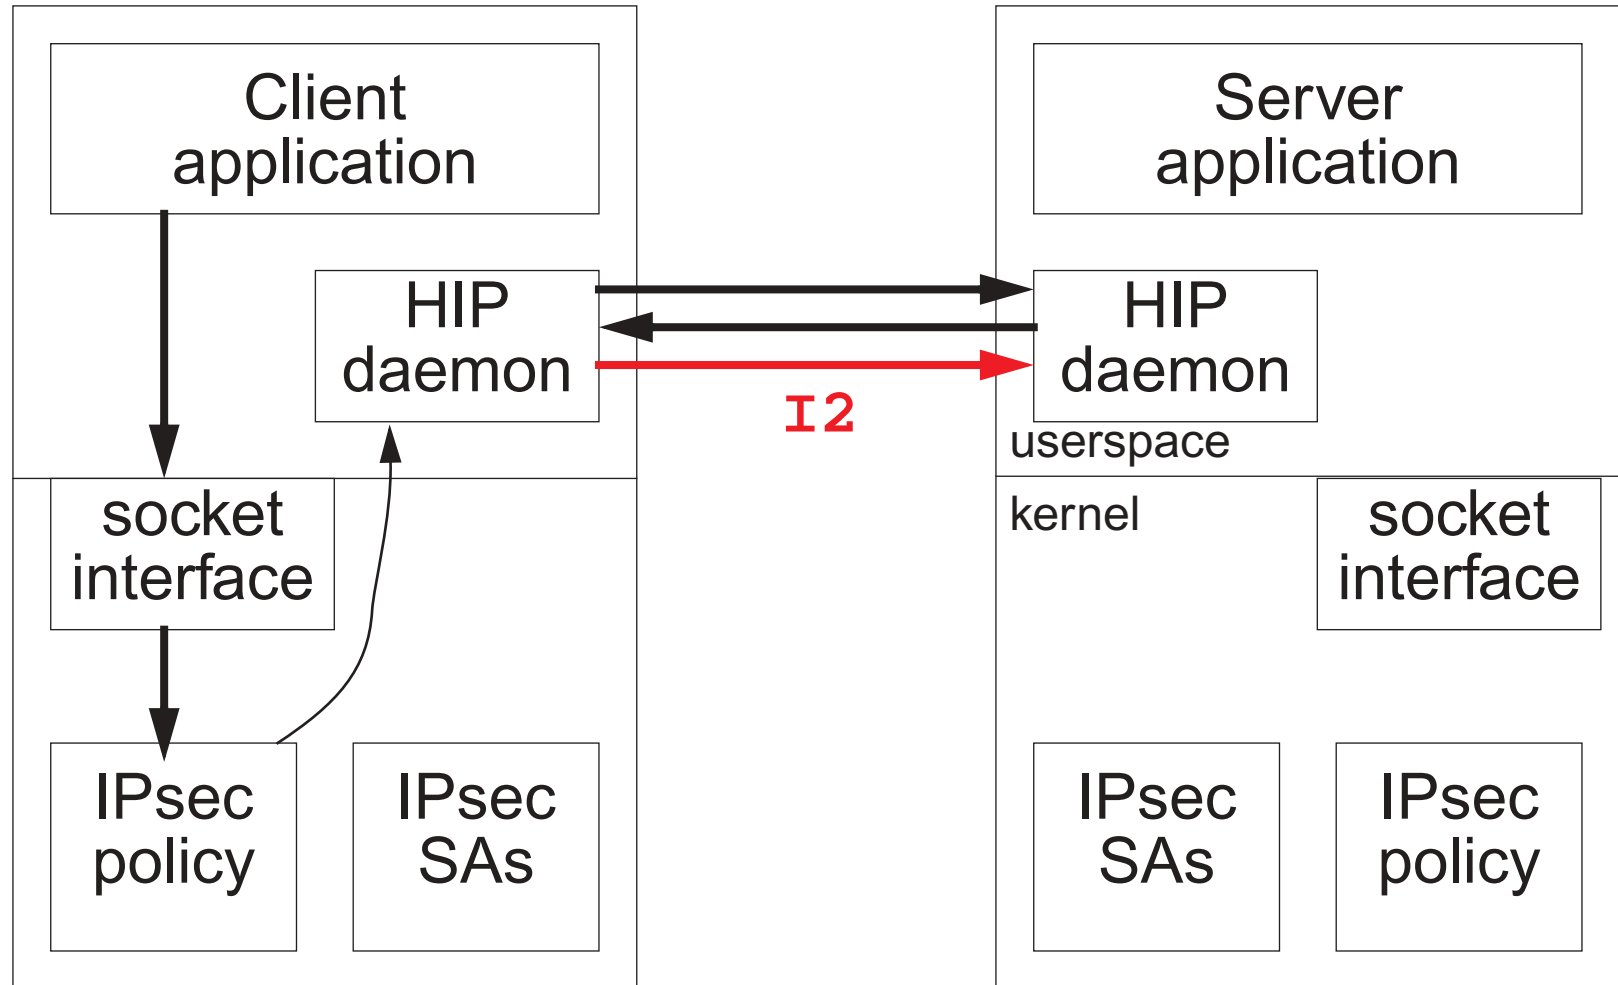 Client
application
Server
application
HIP
daemon
HIP
daemon
I2
userspace
kernel
socket
interface
socket
interface
IPsec
policy
IPsec
SAs
IPsec
SAs
IPsec
policy